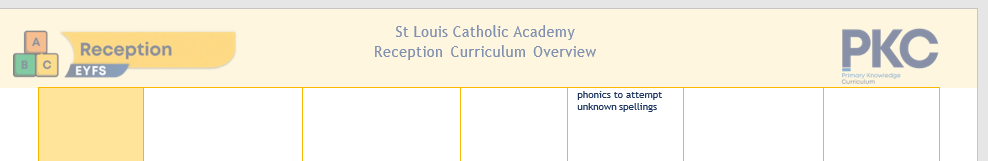 A
B C
Reception
EYFS
St Louis Catholic Academy
Reception Curriculum Overview
PKC
Primary Knowledge
Curriculum
phonics to attempt
unknown spellings